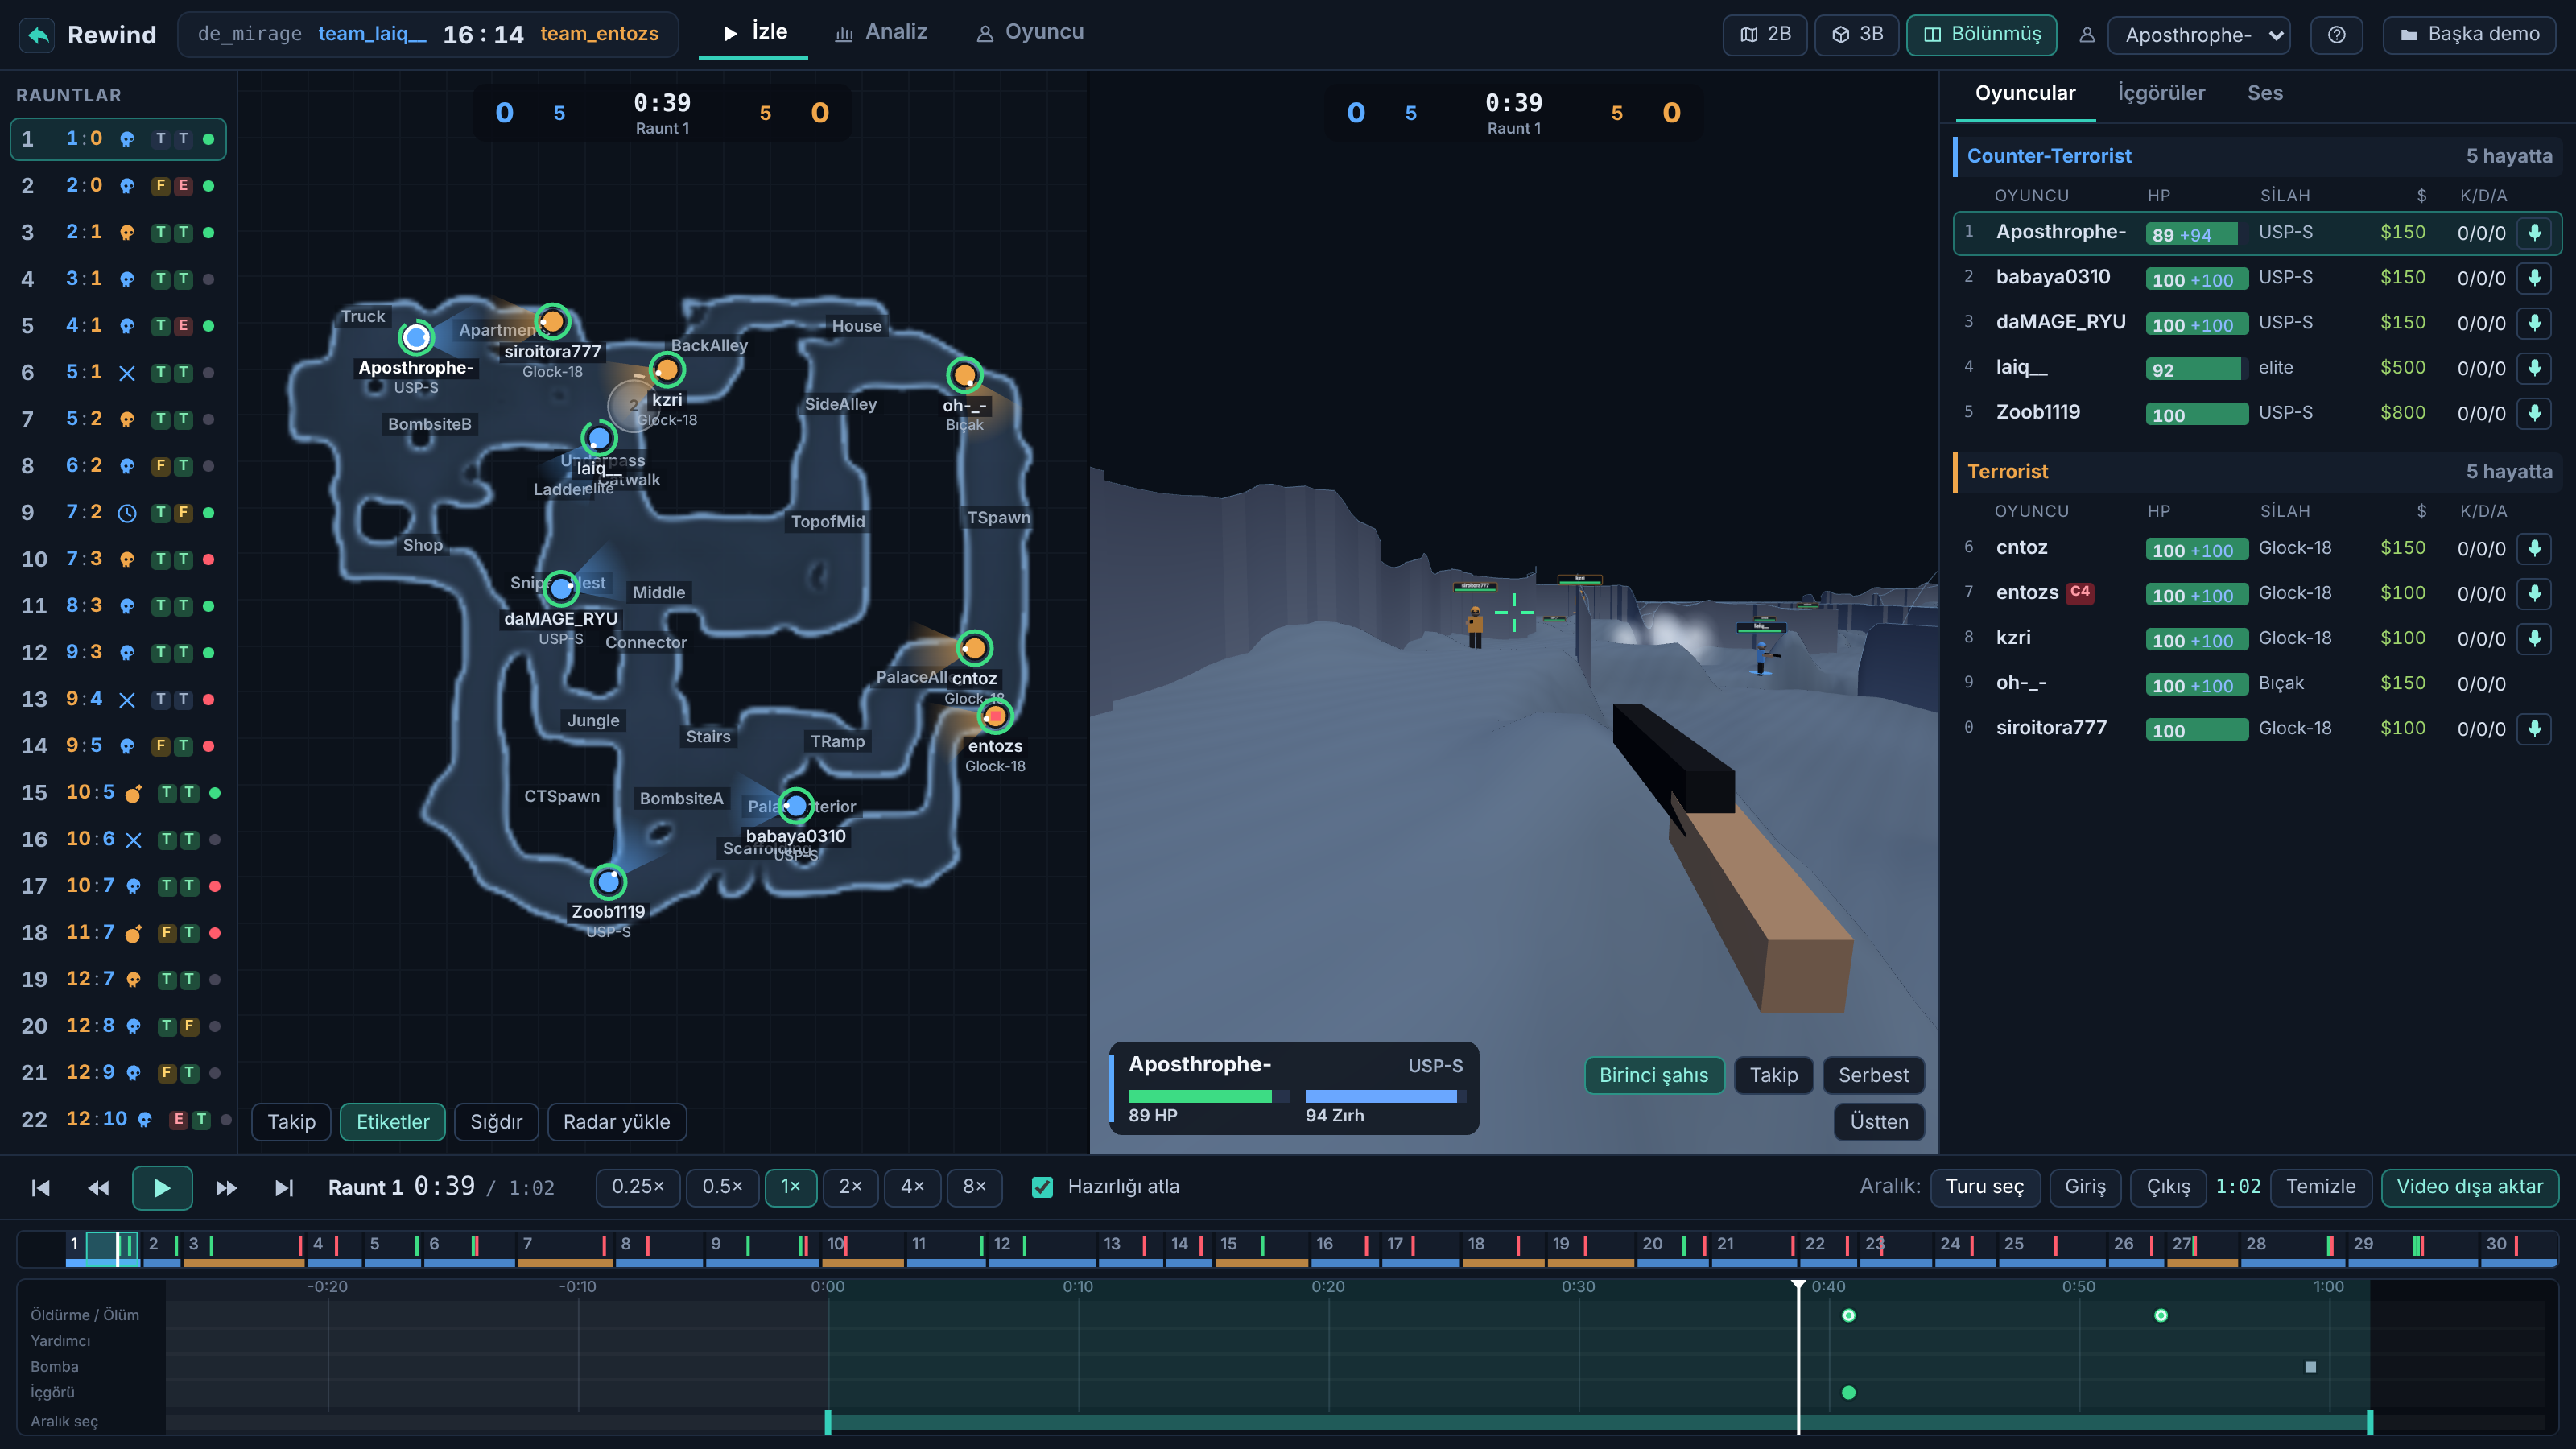 Rewind
de_mirage team_laiq__ 16 : 14 team_entozs
İzle
Analiz
Oyuncu
2B
3B
Bölünmüş
Aposthrophe-
Başka demo
RAUNTLAR
1 1:0 T T
2 2:0 F E
3 2:1 T T
4 3:1 T T
5 4:1 T E
6 5:1 T T
7 5:2 T T
8 6:2 F T
9 7:2 T F
10 7:3 T T
11 8:3 T T
12 9:3 T T
13 9:4 T T
14 9:5 F T
15 10:5 T T
16 10:6 T T
17 10:7 T T
18 11:7 F T
19 12:7 T T
20 12:8 T F
21 12:9 F T
22 12:10 E T
0 5 0:39 5 0
Raunt 1
Truck
Apartmen
siroitora777
Glock-18
Aposthrophe-
USP-S
BackAlley
House
kzri
Glock-18
2
SideAlley
oh-_-
Bıçak
BombsiteB
laiq__
elite
Ladder
TopofMid
TSpawn
Shop
Middle
daMAGE_RYU
USP-S
Connector
cntoz
Glock-18
Jungle
Stairs
TRamp
entozs
Glock-18
CTSpawn
BombsiteA
babaya0310
USP-S
Zoob1119
USP-S
Takip
Etiketler
Sığdır
Radar yükle
0 5 0:39 5 0
Raunt 1
siroitora777
kzri
laiq__
Aposthrophe- USP-S
89 HP 94 Zırh
Birinci şahıs
Takip
Serbest
Üstten
Oyuncular
İçgörüler
Ses
Counter-Terrorist 5 hayatta
OYUNCU HP SİLAH $ K/D/A
1 Aposthrophe- 89 +94 USP-S $150 0/0/0
2 babaya0310 100 +100 USP-S $150 0/0/0
3 daMAGE_RYU 100 +100 USP-S $150 0/0/0
4 laiq__ 92 elite $500 0/0/0
5 Zoob1119 100 USP-S $800 0/0/0
Terrorist 5 hayatta
OYUNCU HP SİLAH $ K/D/A
6 cntoz 100 +100 Glock-18 $150 0/0/0
7 entozs C4 100 +100 Glock-18 $100 0/0/0
8 kzri 100 +100 Glock-18 $100 0/0/0
9 oh-_- 100 +100 Bıçak $150 0/0/0
0 siroitora777 100 Glock-18 $100 0/0/0
Raunt 1 0:39 / 1:02
0.25× 0.5× 1× 2× 4× 8×
Hazırlığı atla
Aralık: Turu seç Giriş Çıkış 1:02 Temizle Video dışa aktar
1 2 3 4 5 6 7 8 9 10 11 12 13 14 15 16 17 18 19 20 21 22 23 24 25 26 27 28 29 30
-0:20 -0:10 0:00 0:10 0:20 0:30 0:40 0:50 1:00
Öldürme / Ölüm
Yardımcı
Bomba
İçgörü
Aralık seç